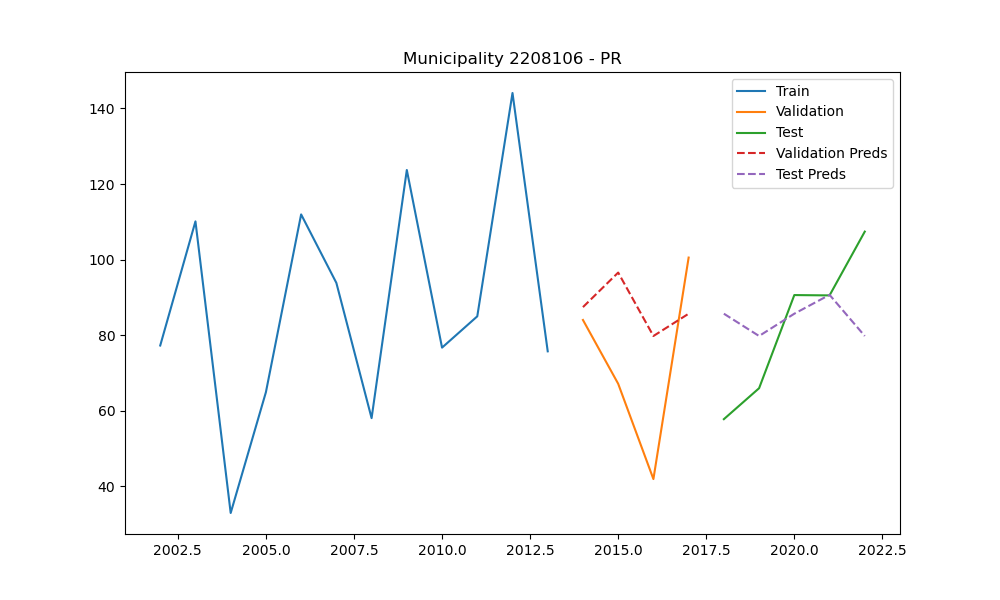 Municipality 2208106 - PR
Train
Validation
Test
Validation Preds
Test Preds
140
120
100
80
60
40
2002.5 2005.0 2007.5 2010.0 2012.5 2015.0 2017.5 2020.0 2022.5